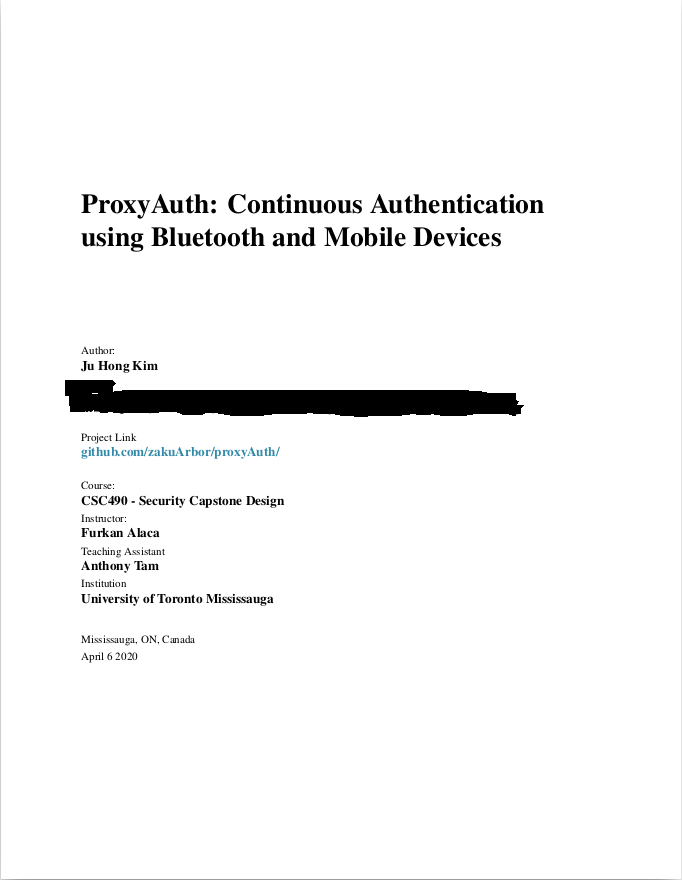 ProxyAuth: Continuous Authentication
using Bluetooth and Mobile Devices
Author:
Ju Hong Kim
Project Link
github.com/zakuArbor/proxyAuth/
Course:
CSC490 - Security Capstone Design
Instructor:
Furkan Alaca
Teaching Assistant
Anthony Tam
Institution
University of Toronto Mississauga
Mississauga, ON, Canada
April 6 2020